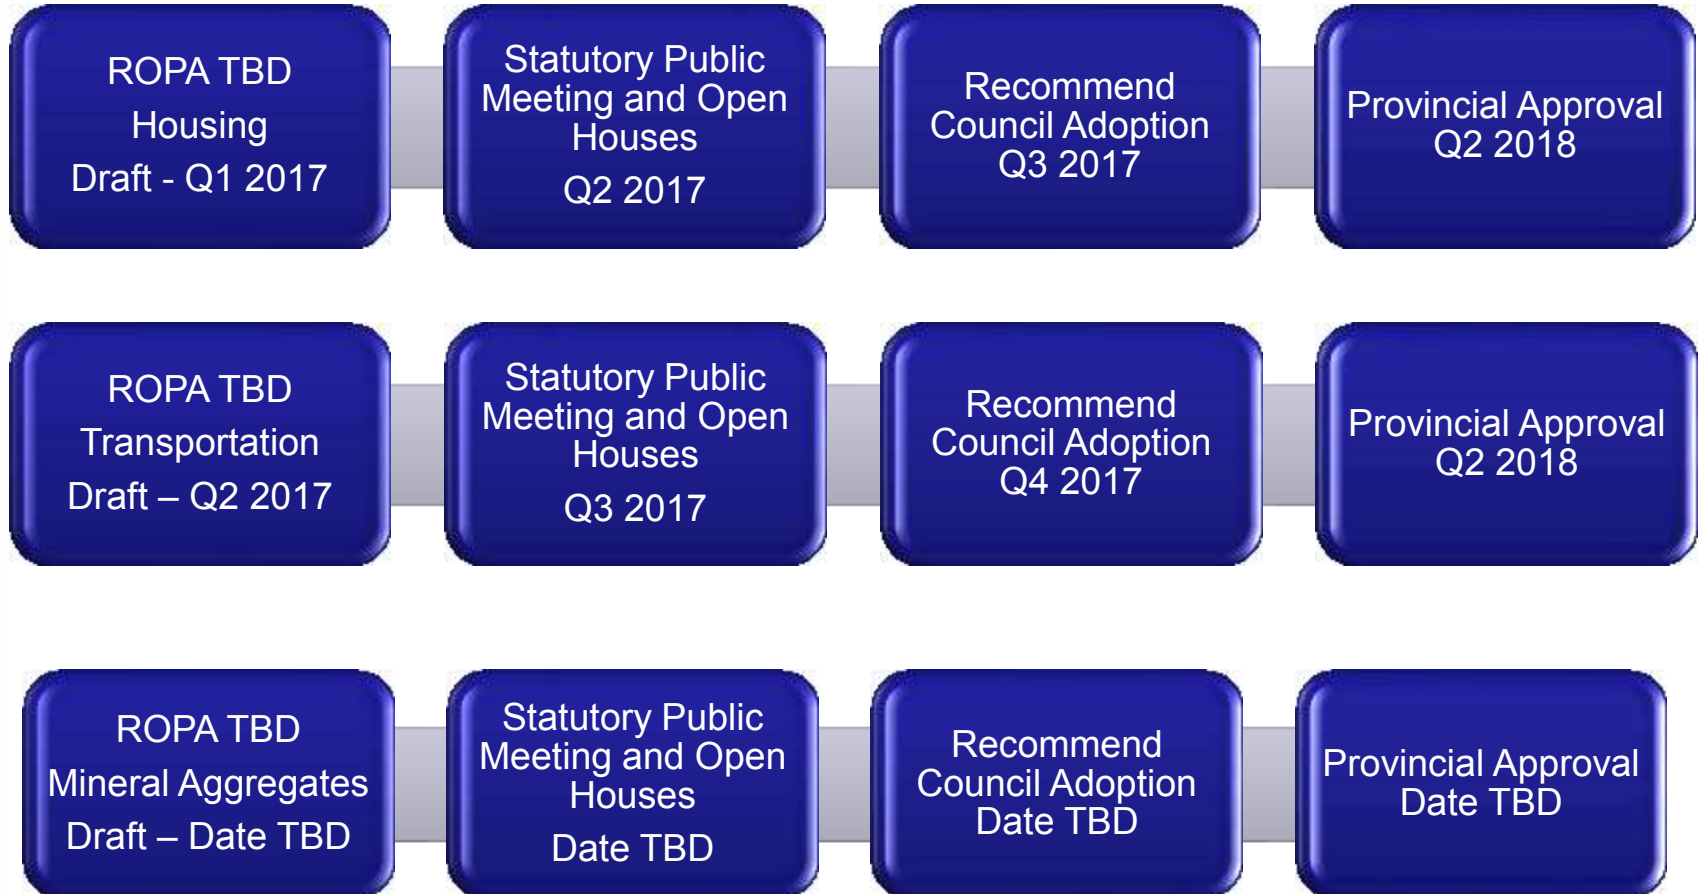 ROPA TBD
Housing
Draft - Q1 2017
Statutory Public
Meeting and Open
Houses
Q2 2017
Recommend
Council Adoption
Q3 2017
Provincial Approval
Q2 2018
ROPA TBD
Transportation
Draft – Q2 2017
Statutory Public
Meeting and Open
Houses
Q3 2017
Recommend
Council Adoption
Q4 2017
Provincial Approval
Q2 2018
ROPA TBD
Mineral Aggregates
Draft – Date TBD
Statutory Public
Meeting and Open
Houses
Date TBD
Recommend
Council Adoption
Date TBD
Provincial Approval
Date TBD